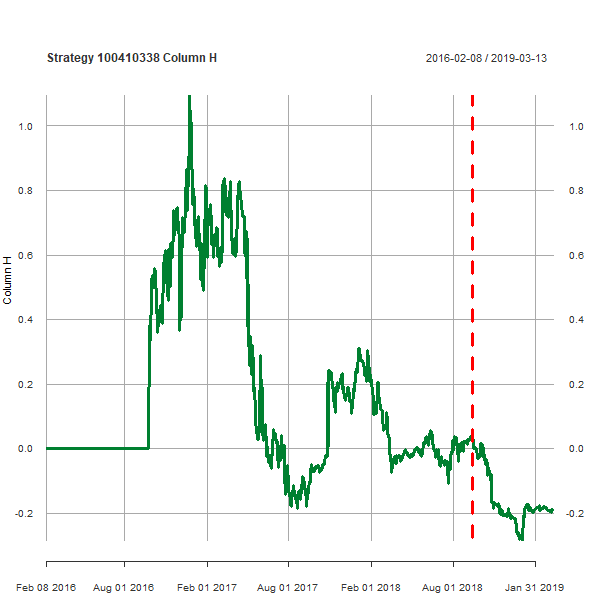 Strategy 100410338 Column H
2016-02-08 / 2019-03-13
Column H
1.0
1.0
0.8
0.8
0.6
0.6
0.4
0.4
0.2
0.2
0.0
0.0
-0.2
-0.2
Feb 08 2016
Aug 01 2016
Feb 01 2017
Aug 01 2017
Feb 01 2018
Aug 01 2018
Jan 31 2019